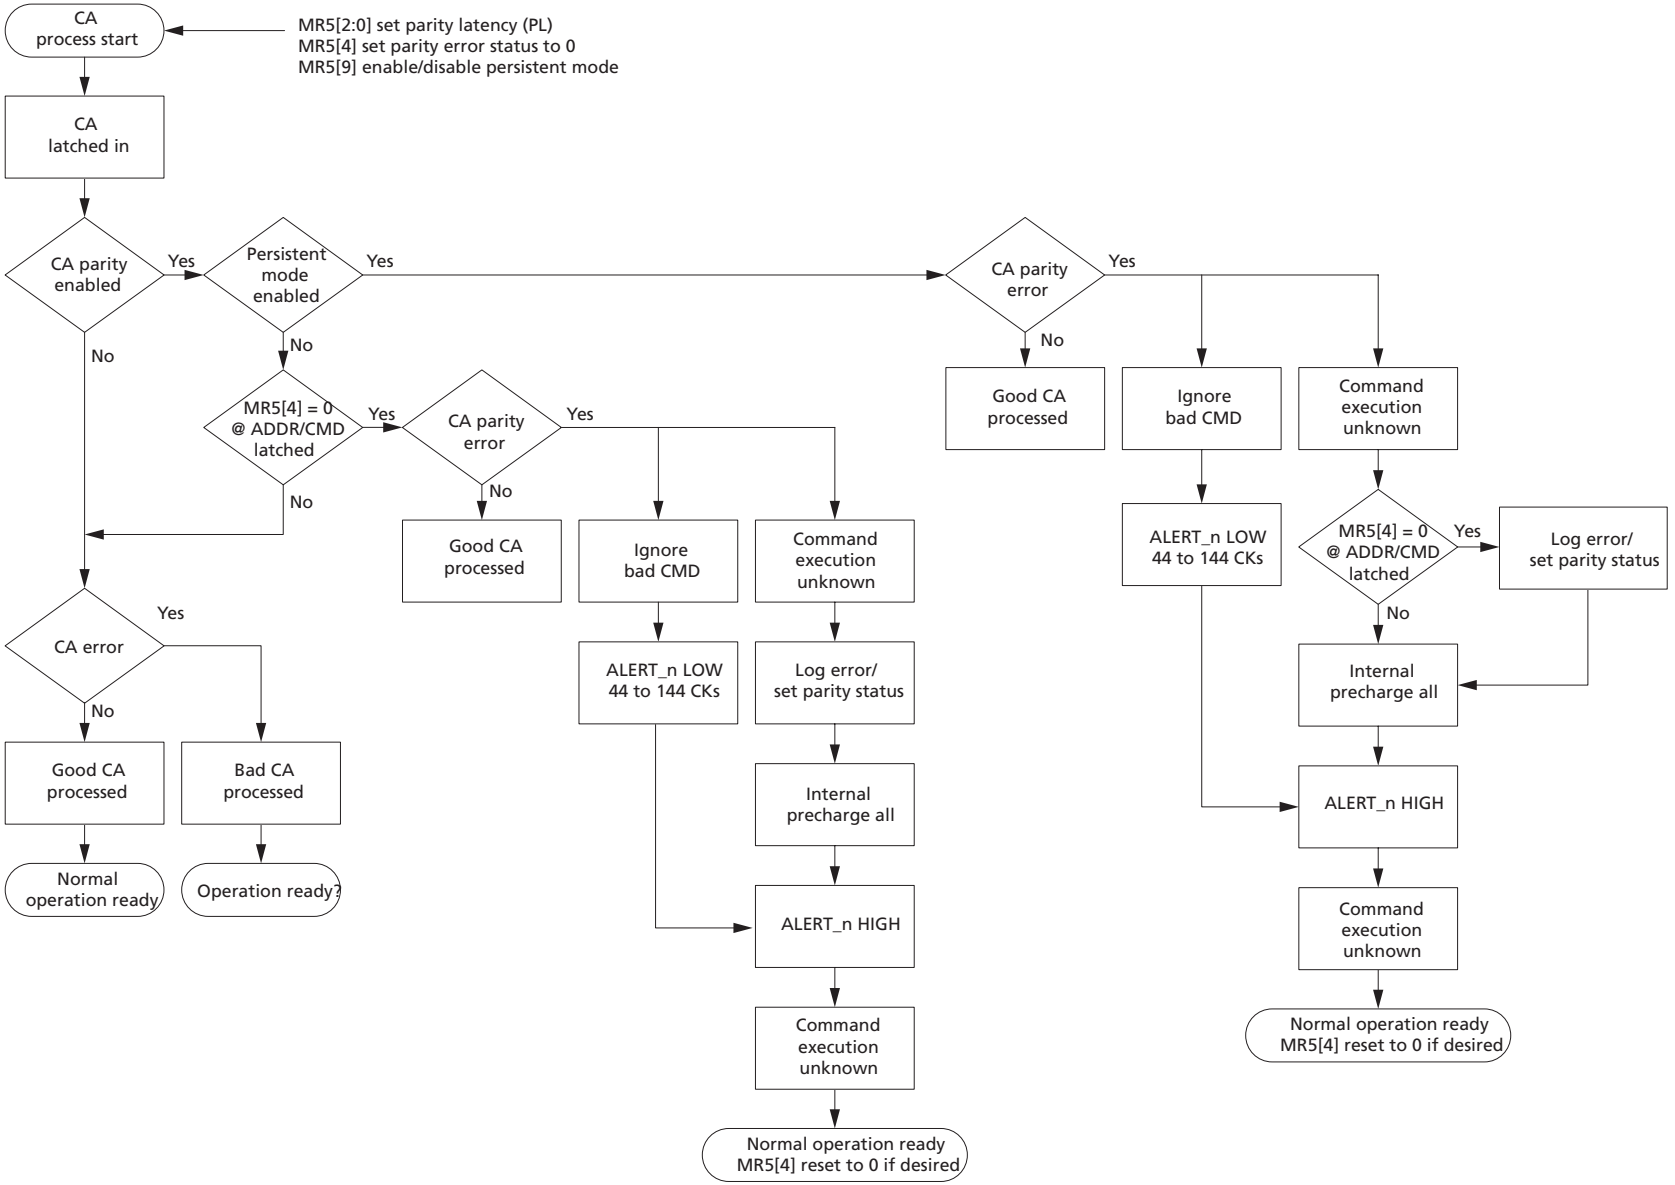 CA
process start
MR5[2:0] set parity latency (PL)
MR5[4] set parity error status to 0
MR5[9] enable/disable persistent mode
CA
latched in
CA parity
enabled
Yes
No
Persistent
mode
enabled
Yes
No
CA parity
error
Yes
No
Good CA
processed
Ignore
bad CMD
Command
execution
unknown
MR5[4] = 0
@ ADDR/CMD
latched
Yes
No
CA parity
error
Yes
No
Good CA
processed
Ignore
bad CMD
Command
execution
unknown
ALERT_n LOW
44 to 144 CKs
MR5[4] = 0
@ ADDR/CMD
latched
Yes
No
Log error/
set parity status
CA error
Yes
No
ALERT_n LOW
44 to 144 CKs
Log error/
set parity status
Internal
precharge all
Good CA
processed
Bad CA
processed
Internal
precharge all
ALERT_n HIGH
Normal
operation ready
Operation ready?
ALERT_n HIGH
Command
execution
unknown
Normal operation ready
MR5[4] reset to 0 if desired
Command
execution
unknown
Normal operation ready
MR5[4] reset to 0 if desired